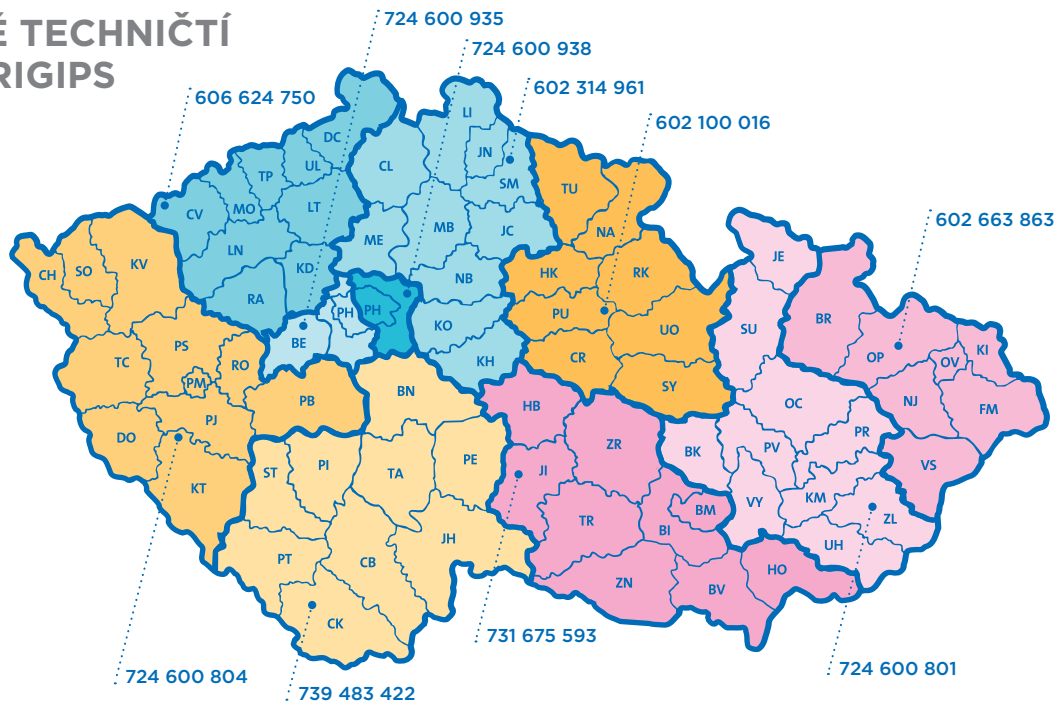 É TECHNIČTÍ
RIGIPS
724 600 935
724 600 938
606 624 750
602 314 961
602 100 016
602 663 863
LI
DC
JN
UL
CL
TP
SM
TU
CV
MO
LT
MB
JC
NA
ME
LN
JE
CH
SO
KV
KD
NB
HK
RK
RA
PH
PH
PU
BR
KO
UO
SU
BE
PS
CR
OP
KI
TC
RO
KH
OV
PM
SY
BN
PB
HB
OC
NJ
FM
PJ
PR
DO
ZR
PV
BK
PE
VS
ST
PI
TA
JI
KT
KM
VY
BM
ZL
TR
BI
JH
UH
PT
CB
HO
ZN
BV
CK
731 675 593
724 600 804
724 600 801
739 483 422